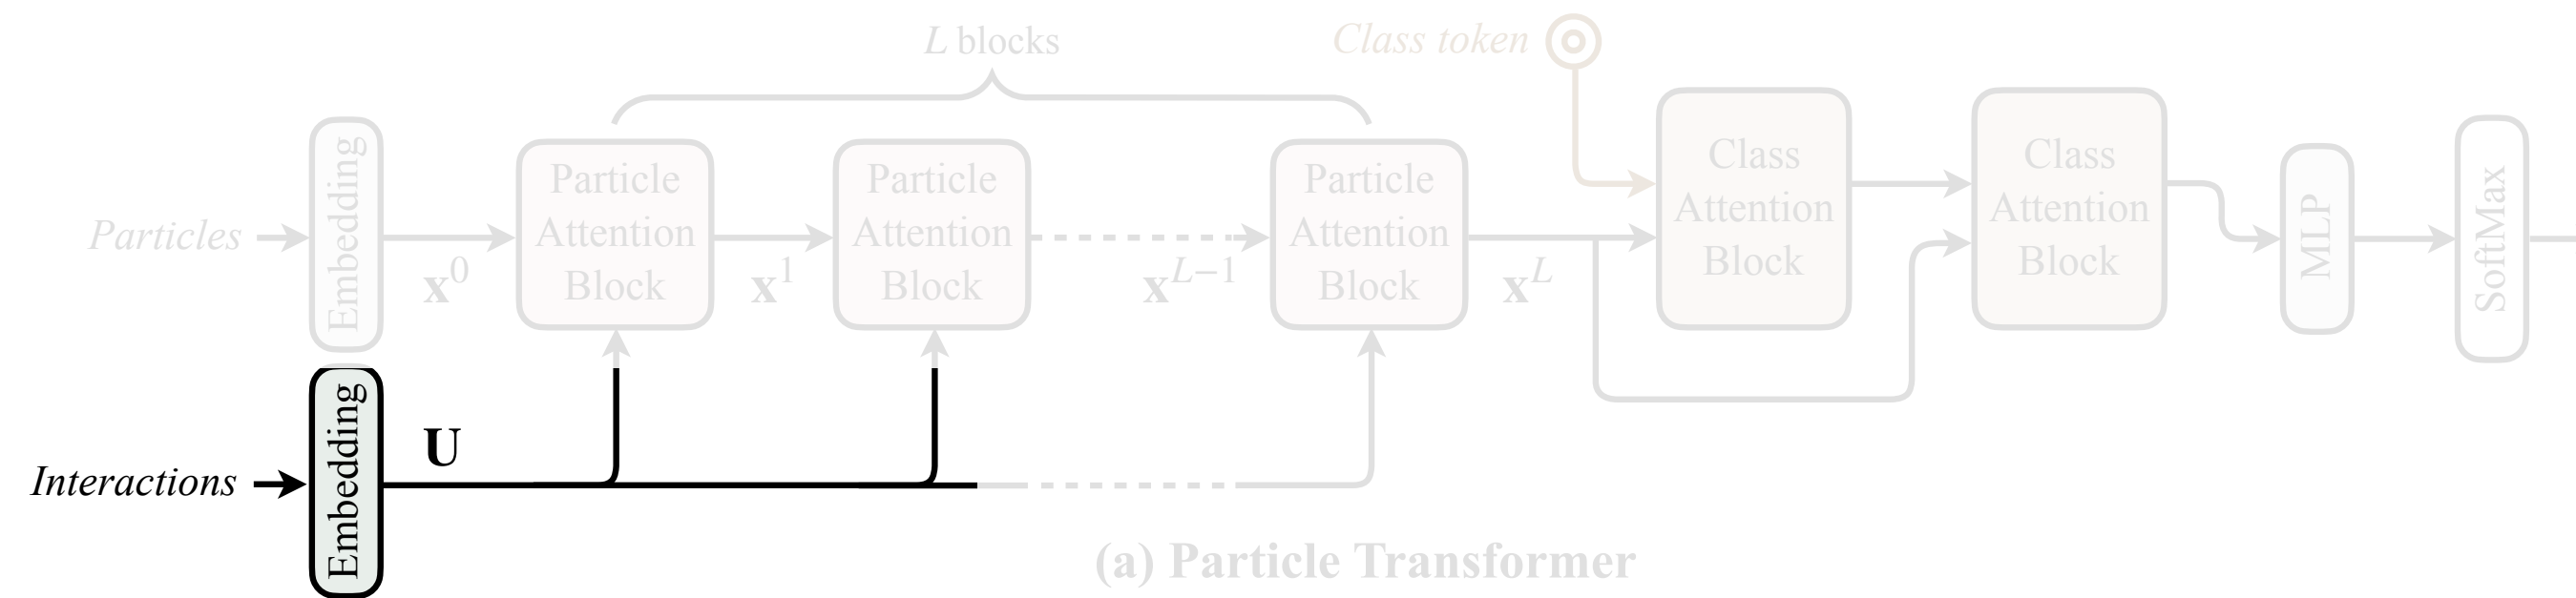 L blocks
Class token
Particles
Embedding
x⁰
Particle
Attention
Block
x¹
Particle
Attention
Block
xᴸ⁻¹
Particle
Attention
Block
xᴸ
Class
Attention
Block
Class
Attention
Block
MLP
SoftMax
Interactions
Embedding
U
(a) Particle Transformer